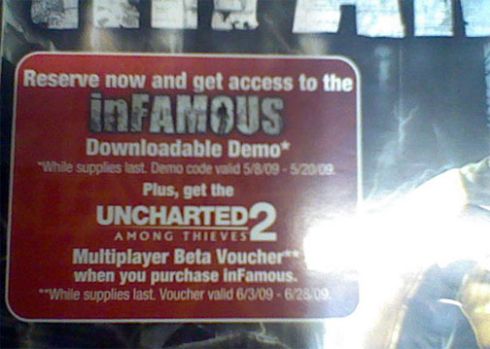 Reserve now and get access to the
inFAMOUS
Downloadable Demo*
*While supplies last. Demo code valid 5/8/09 - 5/20/09.
Plus, get the
UNCHARTED 2
AMONG THIEVES
Multiplayer Beta Voucher**
when you purchase inFamous.
**While supplies last. Voucher valid 6/3/09 - 6/28/09.